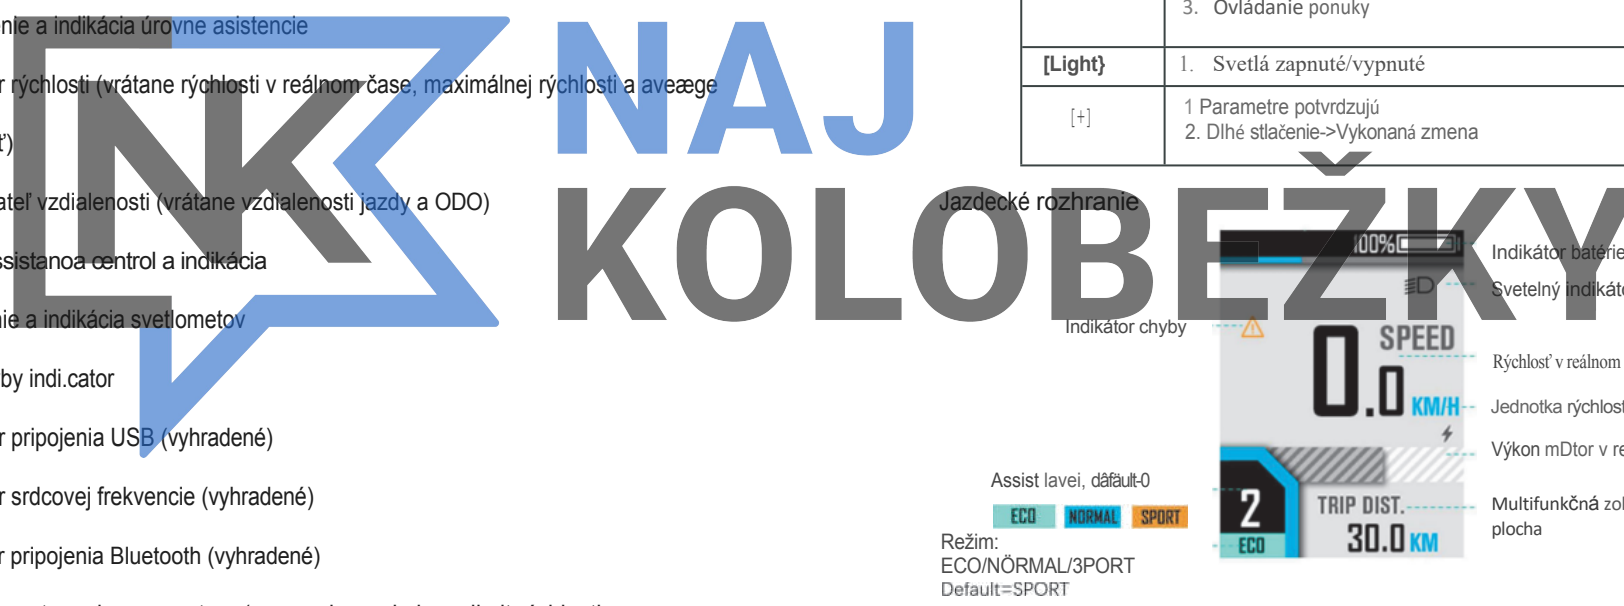 nie a indikácia úrovne asistencie
r rýchlosti (vrátane rýchlosti v reálnom čase, maximálnej rýchlosti a aveæge
ť)
ateľ vzdialenosti (vrátane vzdialenosti jazdy a ODO)
ssistanoa œntrol a indikácia
nie a indikácia svetlometov
by indi.cator
r pripojenia USB (vyhradené)
r srdcovej frekvencie (vyhradené)
r pripojenia Bluetooth (vyhradené)
NK
NAJ
KOLOBEŽKY
3. Ovládanie ponuky
[Light}
1. Svetlá zapnuté/vypnuté
[+]
1 Parametre potvrdzujú
2. Dlhé stlačenie->Vykonaná zmena
Jazdecké rozhranie
100%
Indikátor batérie
Svetelný indikáto
Indikátor chyby
SPEED
0.0 KM/H
Rýchlosť v reálnom
Jednotka rýchlost
Výkon mDtor v re
Assist lavei, dâfäult-0
ECO NORMAL SPORT
Režim:
ECO/NÖRMAL/3PORT
Default=SPORT
2
ECO
TRIP DIST.
30.0 KM
Multifunkčná zo
plocha